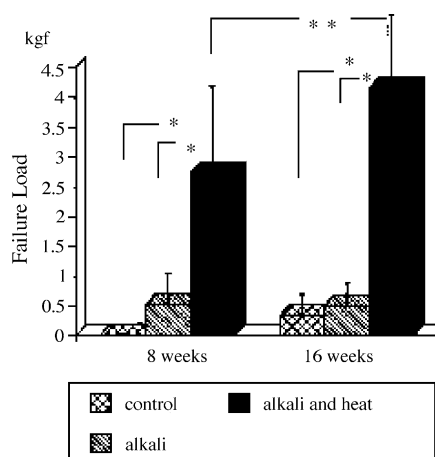 kgf
* *
4.5
4
3.5
3
2.5
2
1.5
1
0.5
0
Failure Load
*
*
*
*
8 weeks
16 weeks
control
alkali and heat
alkali